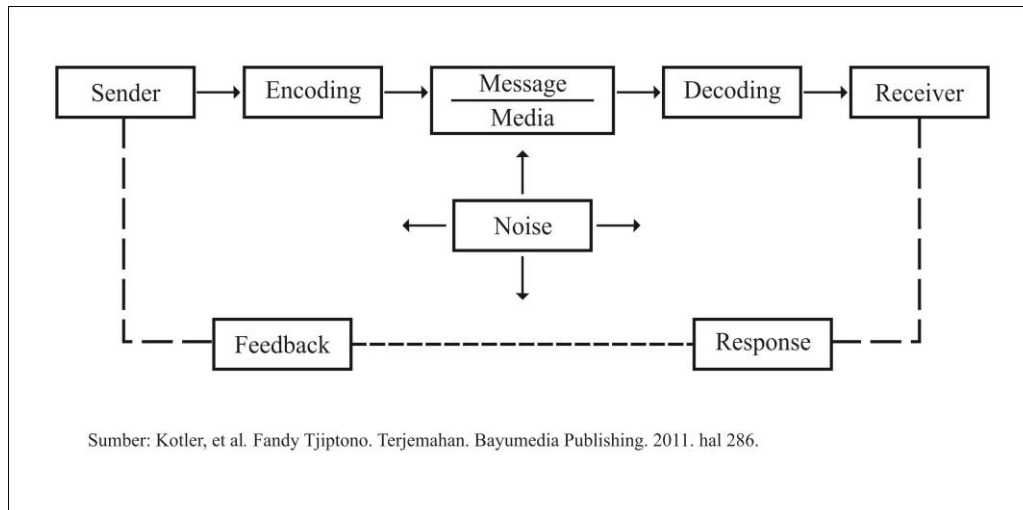 Sender
Encoding
Message
Media
Decoding
Receiver
Noise
Feedback
Response
Sumber: Kotler, et al. Fandy Tjiptono. Terjemahan. Bayumedia Publishing. 2011. hal 286.